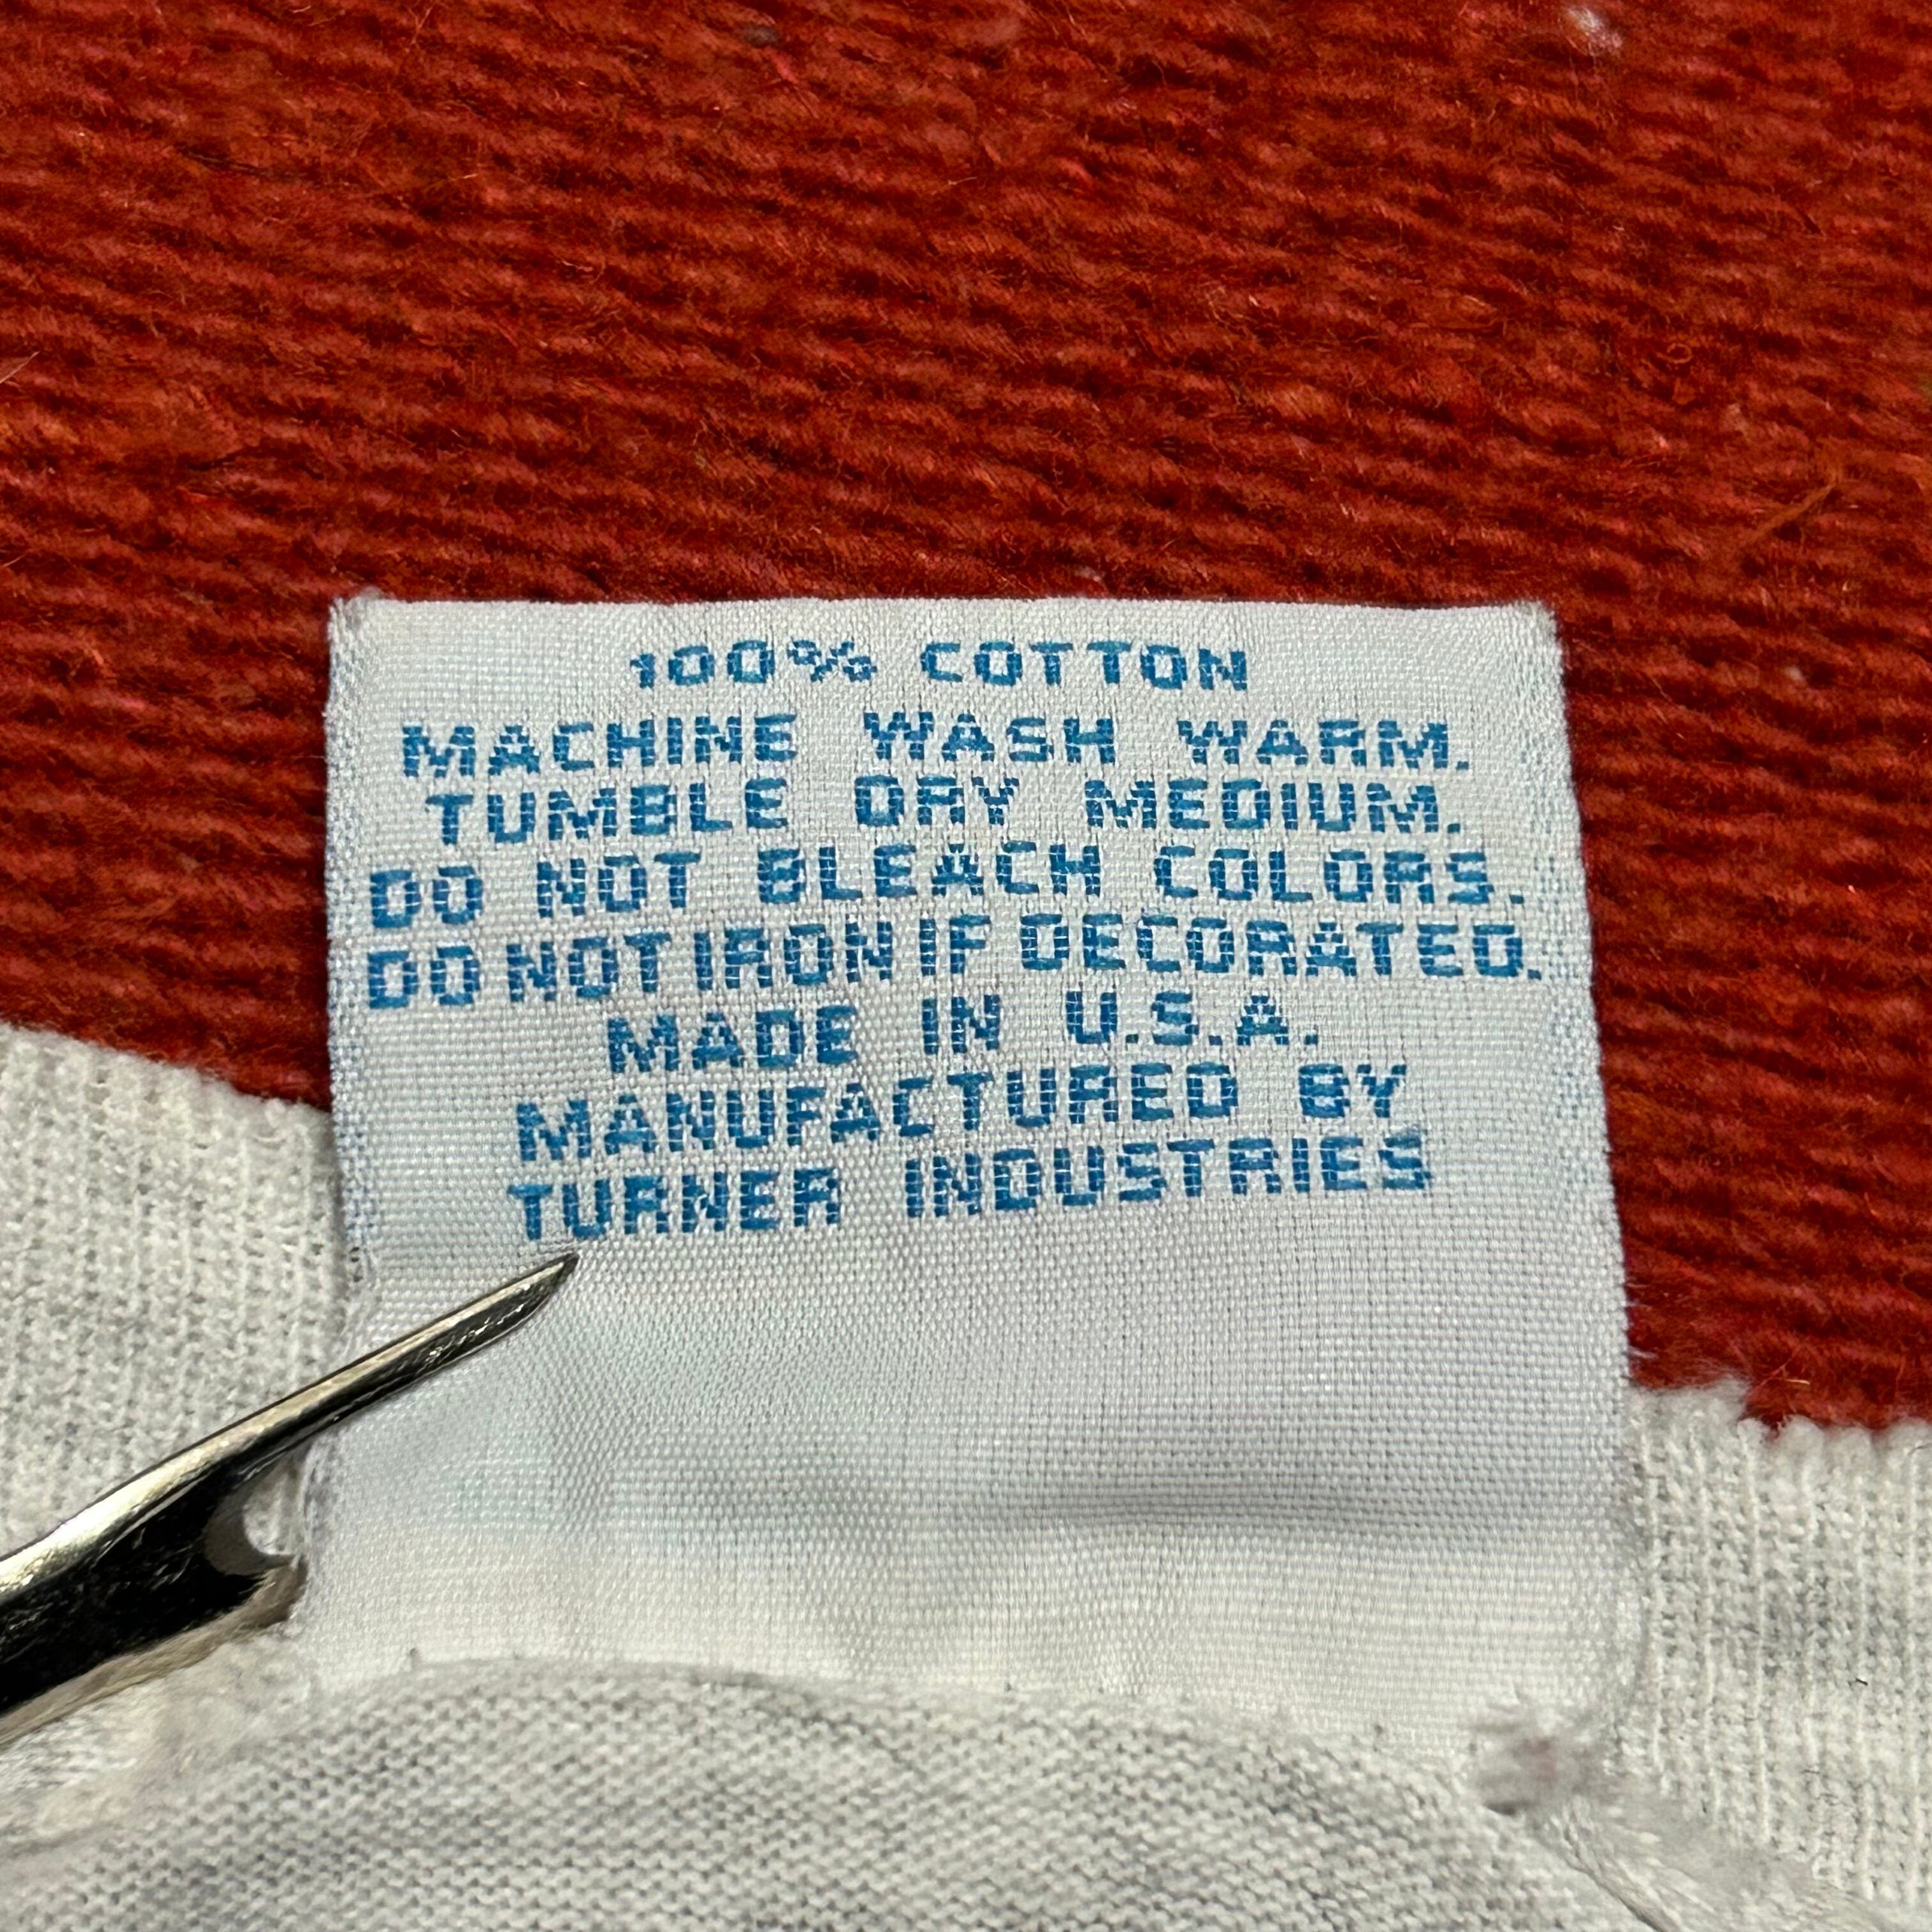 100% COTTON
MACHINE WASH WARM.
TUMBLE DRY MEDIUM.
DO NOT BLEACH COLORS.
DO NOT IRON IF DECORATED.
MADE IN U.S.A.
MANUFACTURED BY
TURNER INDUSTRIES